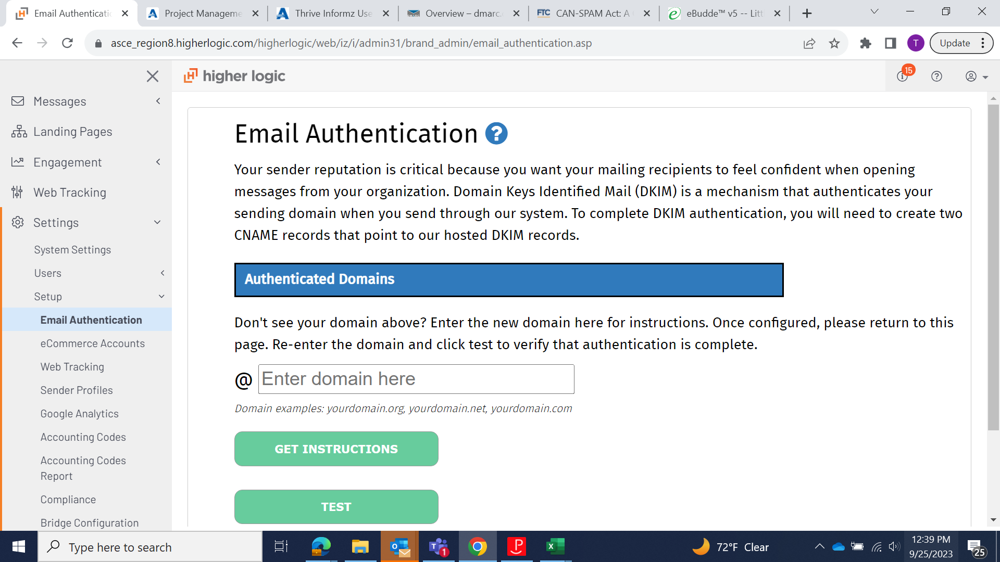 Email Authenticatio
Project Manageme
Thrive Informz Use
Overview – dmarc.
FTC
CAN-SPAM Act: A
eBudde™ v5 -- Litt
asce_region8.higherlogic.com/higherlogic/web/iz/i/admin31/brand_admin/email_authentication.asp
T
Update
higher logic
15
Messages
Landing Pages
Engagement
Web Tracking
Settings
System Settings
Users
Setup
Email Authentication
eCommerce Accounts
Web Tracking
Sender Profiles
Google Analytics
Accounting Codes
Accounting Codes
Report
Compliance
Bridge Configuration
Email Authentication ?
Your sender reputation is critical because you want your mailing recipients to feel confident when opening
messages from your organization. Domain Keys Identified Mail (DKIM) is a mechanism that authenticates your
sending domain when you send through our system. To complete DKIM authentication, you will need to create two
CNAME records that point to our hosted DKIM records.
Authenticated Domains
Don't see your domain above? Enter the new domain here for instructions. Once configured, please return to this
page. Re-enter the domain and click test to verify that authentication is complete.
@ Enter domain here
Domain examples: yourdomain.org, yourdomain.net, yourdomain.com
GET INSTRUCTIONS
TEST
Type here to search
1
72°F Clear
12:39 PM
9/25/2023
25